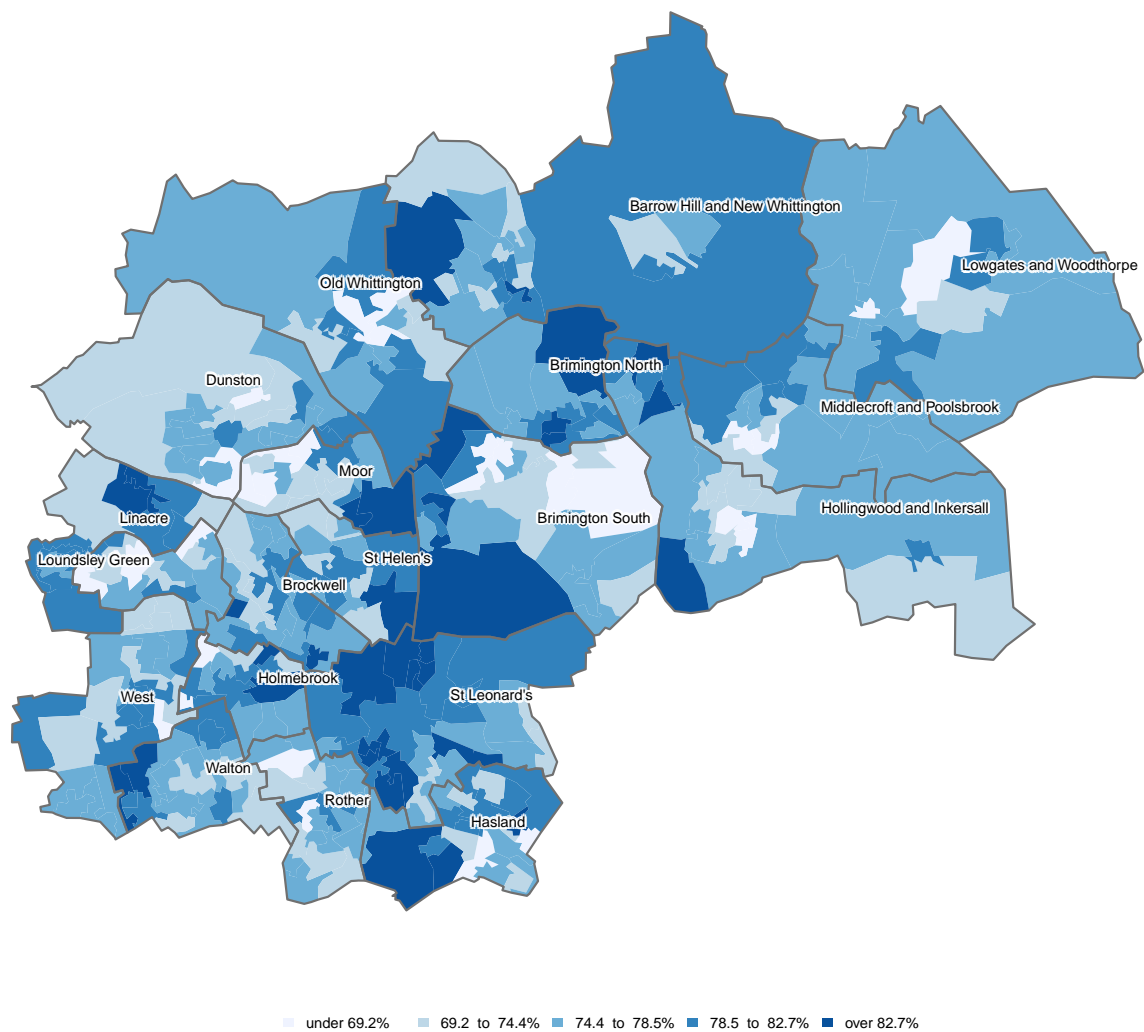 Barrow Hill and New Whittington
Lowgates and Woodthorpe
Old Whittington
Brimington North
Dunston
Middlecroft and Poolsbrook
Moor
Hollingwood and Inkersall
Linacre
Brimington South
Loundsley Green
St Helen's
Brockwell
Holmebrook
St Leonard's
West
Walton
Rother
Hasland
under 69.2%
69.2 to 74.4%
74.4 to 78.5%
78.5 to 82.7%
over 82.7%